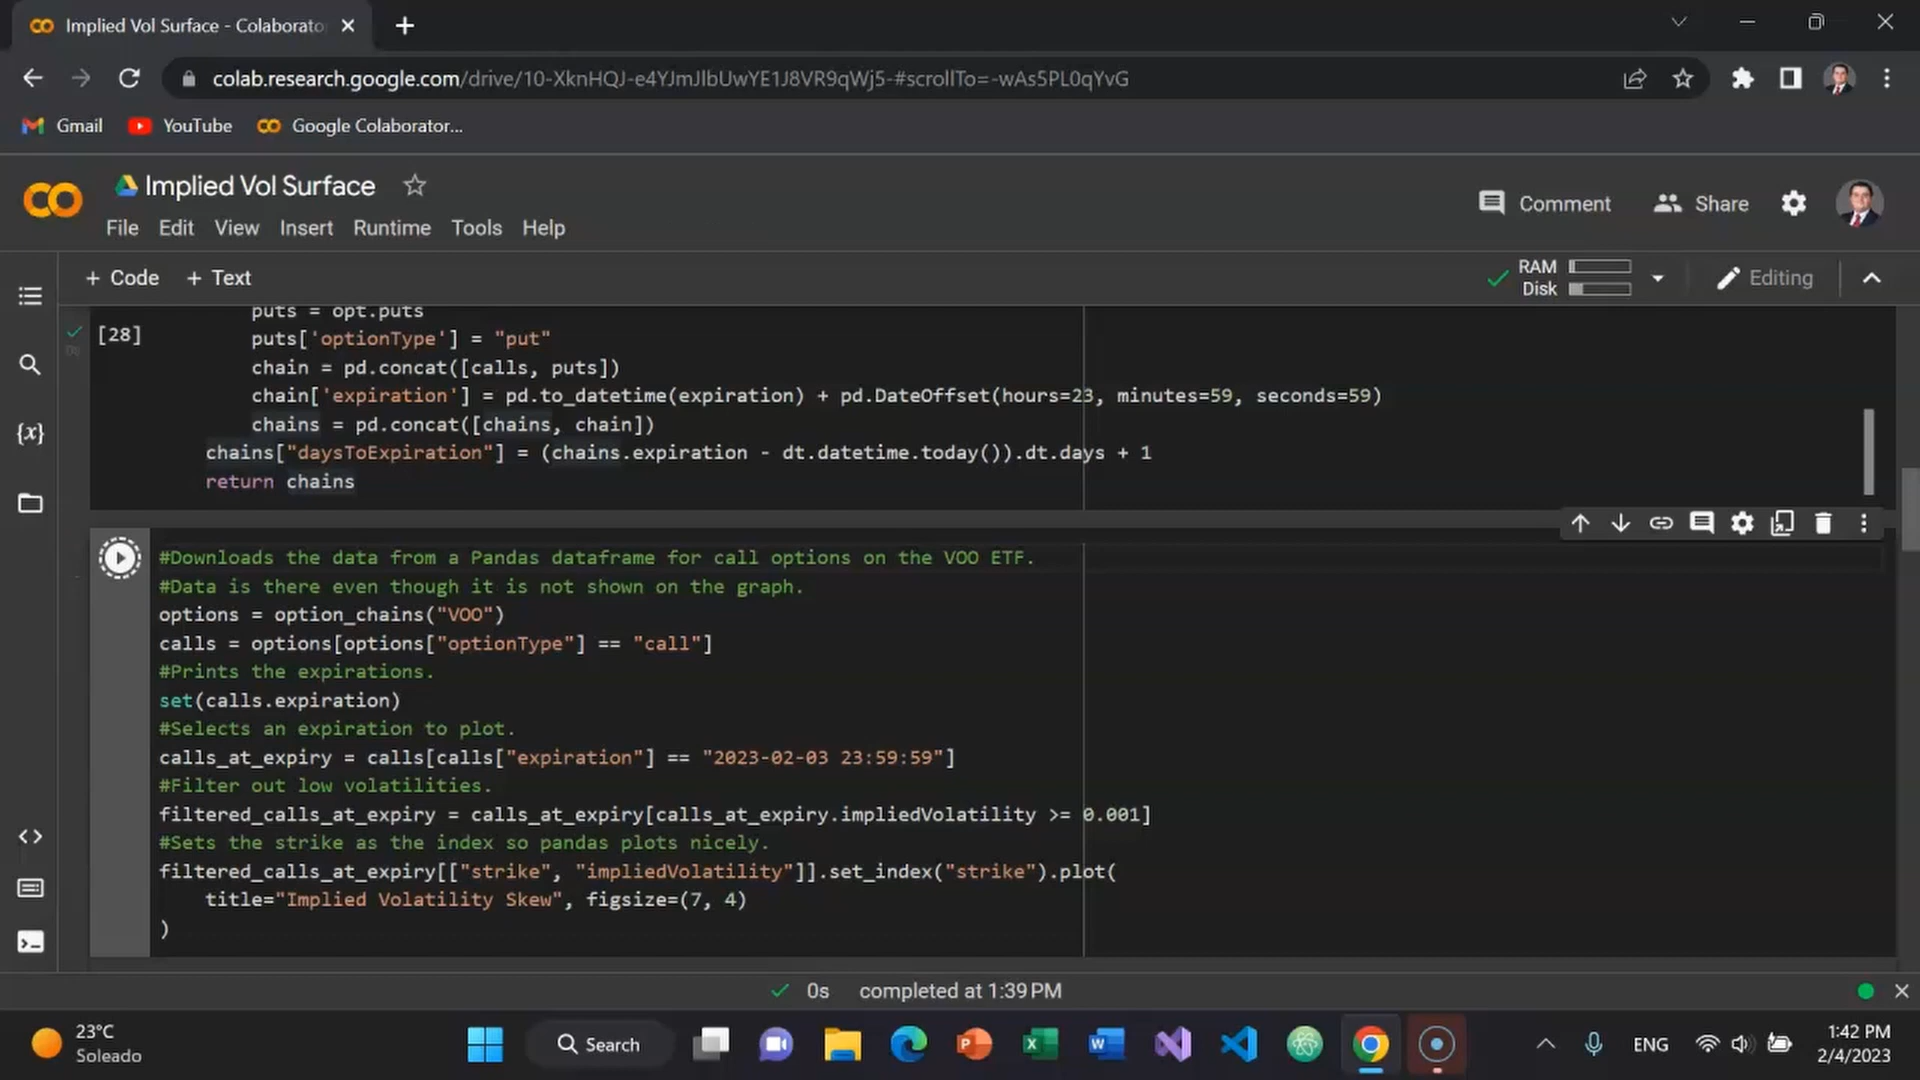 Implied Vol Surface - Colaborato
colab.research.google.com/drive/10-XknHQJ-e4YJmJlbUwYE1J8VR9qWj5-#scrollTo=-wAs5PL0qYvG
Gmail YouTube Google Colaborator...
Implied Vol Surface
Comment Share
File Edit View Insert Runtime Tools Help
+ Code + Text
RAM
Disk
Editing
[28]
puts = opt.puts
puts['optionType'] = "put"
chain = pd.concat([calls, puts])
chain['expiration'] = pd.to_datetime(expiration) + pd.DateOffset(hours=23, minutes=59, seconds=59)
chains = pd.concat([chains, chain])
chains["daysToExpiration"] = (chains.expiration - dt.datetime.today()).dt.days + 1
return chains
#Downloads the data from a Pandas dataframe for call options on the VOO ETF.
#Data is there even though it is not shown on the graph.
options = option_chains("VOO")
calls = options[options["optionType"] == "call"]
#Prints the expirations.
set(calls.expiration)
#Selects an expiration to plot.
calls_at_expiry = calls[calls["expiration"] == "2023-02-03 23:59:59"]
#Filter out low volatilities.
filtered_calls_at_expiry = calls_at_expiry[calls_at_expiry.impliedVolatility >= 0.001]
#Sets the strike as the index so pandas plots nicely.
filtered_calls_at_expiry[["strike", "impliedVolatility"]].set_index("strike").plot(
title="Implied Volatility Skew", figsize=(7, 4)
)
0s completed at 1:39 PM
23°C
Soleado
Search
ENG
1:42 PM
2/4/2023